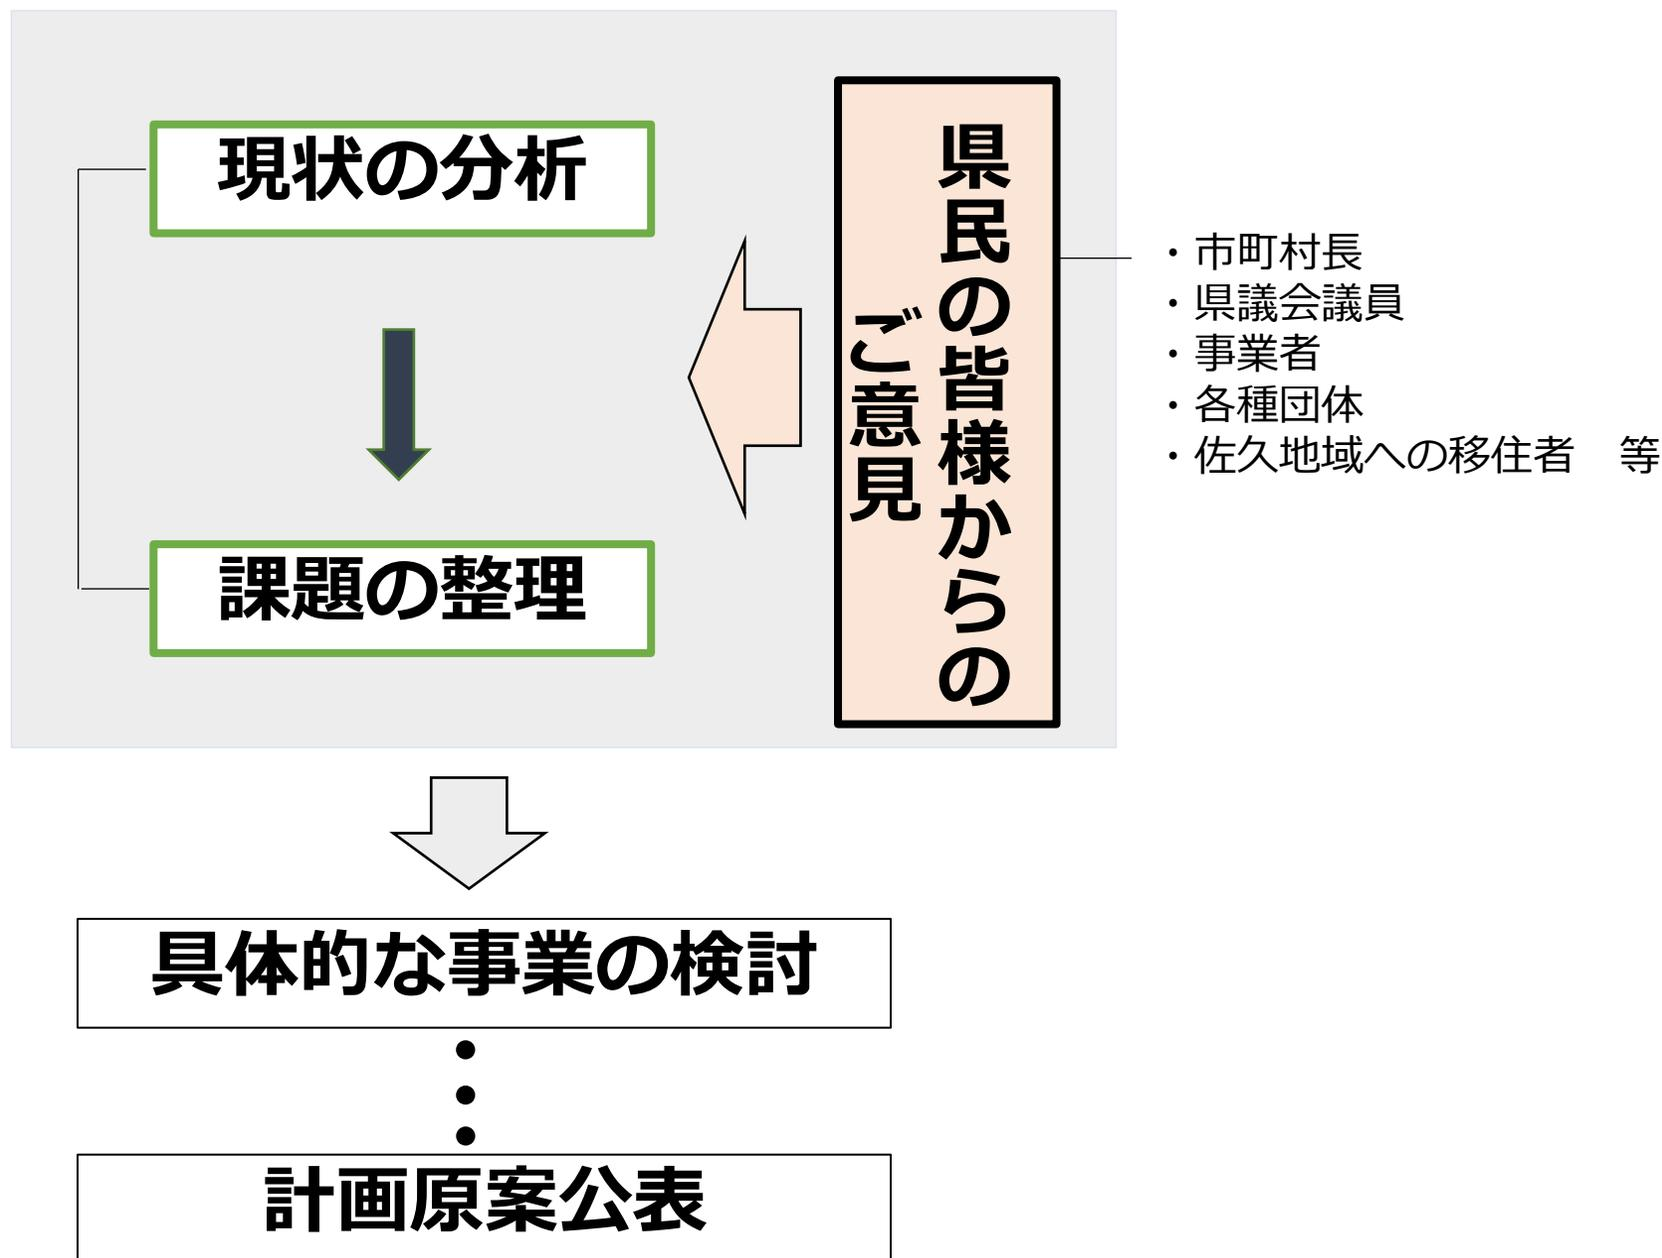 現状の分析
課題の整理
県民の皆様からの
ご意見
・市町村長
・県議会議員
・事業者
・各種団体
・佐久地域への移住者　等
具体的な事業の検討
計画原案公表